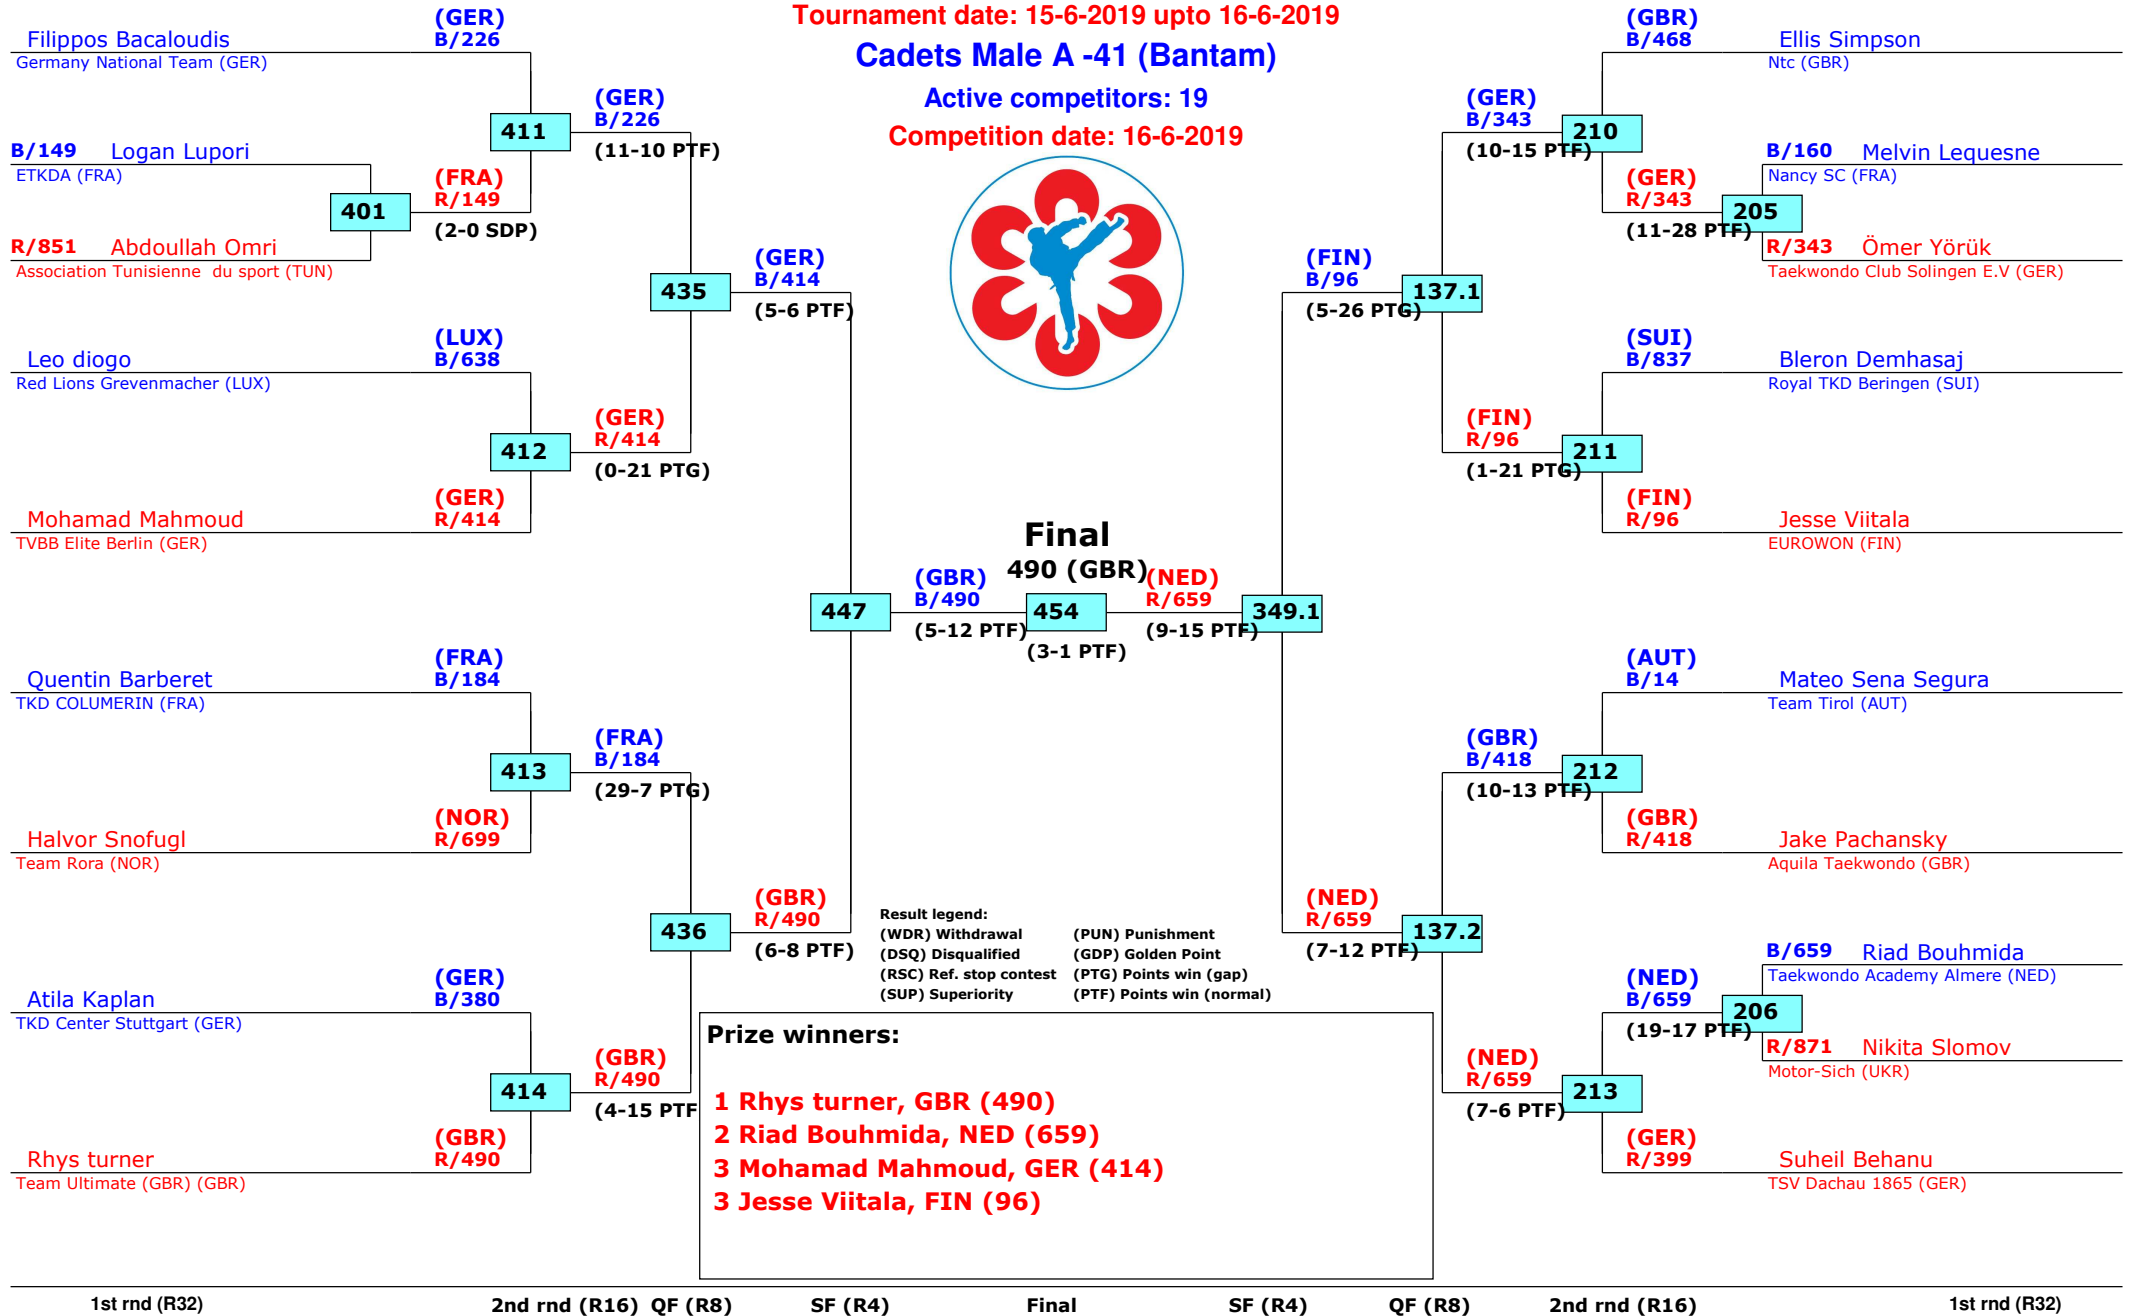 Tournament date: 15-6-2019 upto 16-6-2019
Cadets Male A -41 (Bantam)
Active competitors: 19
Competition date: 16-6-2019
(GER)
Filippos Bacaloudis B/226
Germany National Team (GER)
(GER)
B/226
411
(11-10 PTF)
B/149 Logan Lupori
ETKDA (FRA)
(FRA)
R/149
401
(2-0 SDP)
R/851 Abdoullah Omri
Association Tunisienne du sport (TUN)
(GER)
B/414
435
(5-6 PTF)
(LUX)
Leo diogo B/638
Red Lions Grevenmacher (LUX)
(GER)
R/414
412
(0-21 PTG)
(GER)
Mohamad Mahmoud R/414
TVBB Elite Berlin (GER)
Final
490 (GBR)
(GBR)
B/490
447
(5-12 PTF)
454
(3-1 PTF)
(NED)
R/659
349.1
(9-15 PTF)
(FRA)
Quentin Barberet B/184
TKD COLUMERIN (FRA)
(FRA)
B/184
413
(29-7 PTG)
(NOR)
Halvor Snofugl R/699
Team Rora (NOR)
(GBR)
R/490
436
(6-8 PTF)
(GER)
Atila Kaplan B/380
TKD Center Stuttgart (GER)
(GBR)
R/490
414
(4-15 PTF
(GBR)
Rhys turner R/490
Team Ultimate (GBR) (GBR)
(GBR)
B/468 Ellis Simpson
Ntc (GBR)
(GER)
B/343
210
(10-15 PTF)
B/160 Melvin Lequesne
Nancy SC (FRA)
(GER)
R/343
205
(11-28 PTF)
R/343 Ömer Yörük
Taekwondo Club Solingen E.V (GER)
(FIN)
B/96
137.1
(5-26 PTG)
(SUI)
B/837 Bleron Demhasaj
Royal TKD Beringen (SUI)
(FIN)
R/96
211
(1-21 PTG)
(FIN)
R/96 Jesse Viitala
EUROWON (FIN)
(AUT)
B/14 Mateo Sena Segura
Team Tirol (AUT)
(GBR)
B/418
212
(10-13 PTF)
(GBR)
R/418 Jake Pachansky
Aquila Taekwondo (GBR)
(NED)
R/659
137.2
(7-12 PTF)
B/659 Riad Bouhmida
Taekwondo Academy Almere (NED)
(NED)
B/659
206
(19-17 PTF)
R/871 Nikita Slomov
Motor-Sich (UKR)
(NED)
R/659
213
(7-6 PTF)
(GER)
R/399 Suheil Behanu
TSV Dachau 1865 (GER)
Result legend:
(WDR) Withdrawal (PUN) Punishment
(DSQ) Disqualified (GDP) Golden Point
(RSC) Ref. stop contest (PTG) Points win (gap)
(SUP) Superiority (PTF) Points win (normal)
Prize winners:
1 Rhys turner, GBR (490)
2 Riad Bouhmida, NED (659)
3 Mohamad Mahmoud, GER (414)
3 Jesse Viitala, FIN (96)
1st rnd (R32) 2nd rnd (R16) QF (R8) SF (R4) Final SF (R4) QF (R8) 2nd rnd (R16) 1st rnd (R32)